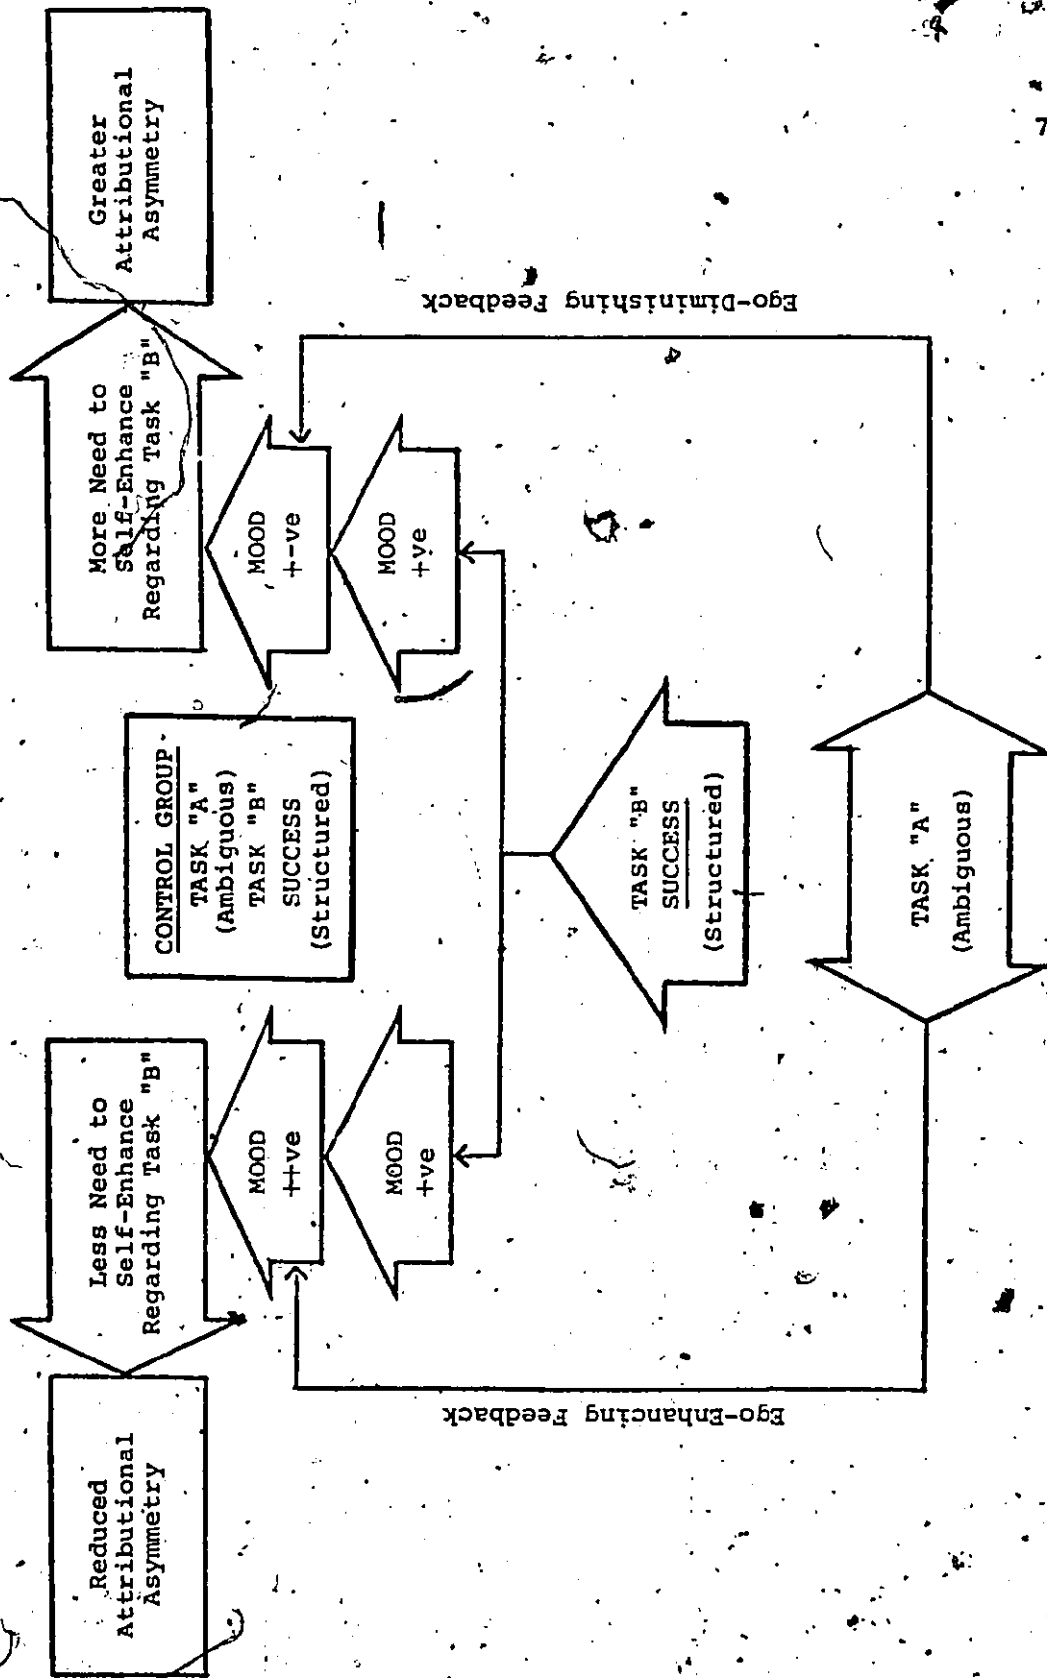 Reduced
Attributional
Asymmetry
Less Need to
Self-Enhance
Regarding Task "B"
MOOD
++ve
MOOD
+ve
CONTROL GROUP
TASK "A"
(Ambiguous)
TASK "B"
SUCCESS
(Structured)
More Need to
Self-Enhance
Regarding Task "B"
MOOD
+-ve
MOOD
+ve
Greater
Attributional
Asymmetry
TASK "B"
SUCCESS
(Structured)
TASK "A"
(Ambiguous)
Ego-Enhancing Feedback
Ego-Diminishing Feedback
7